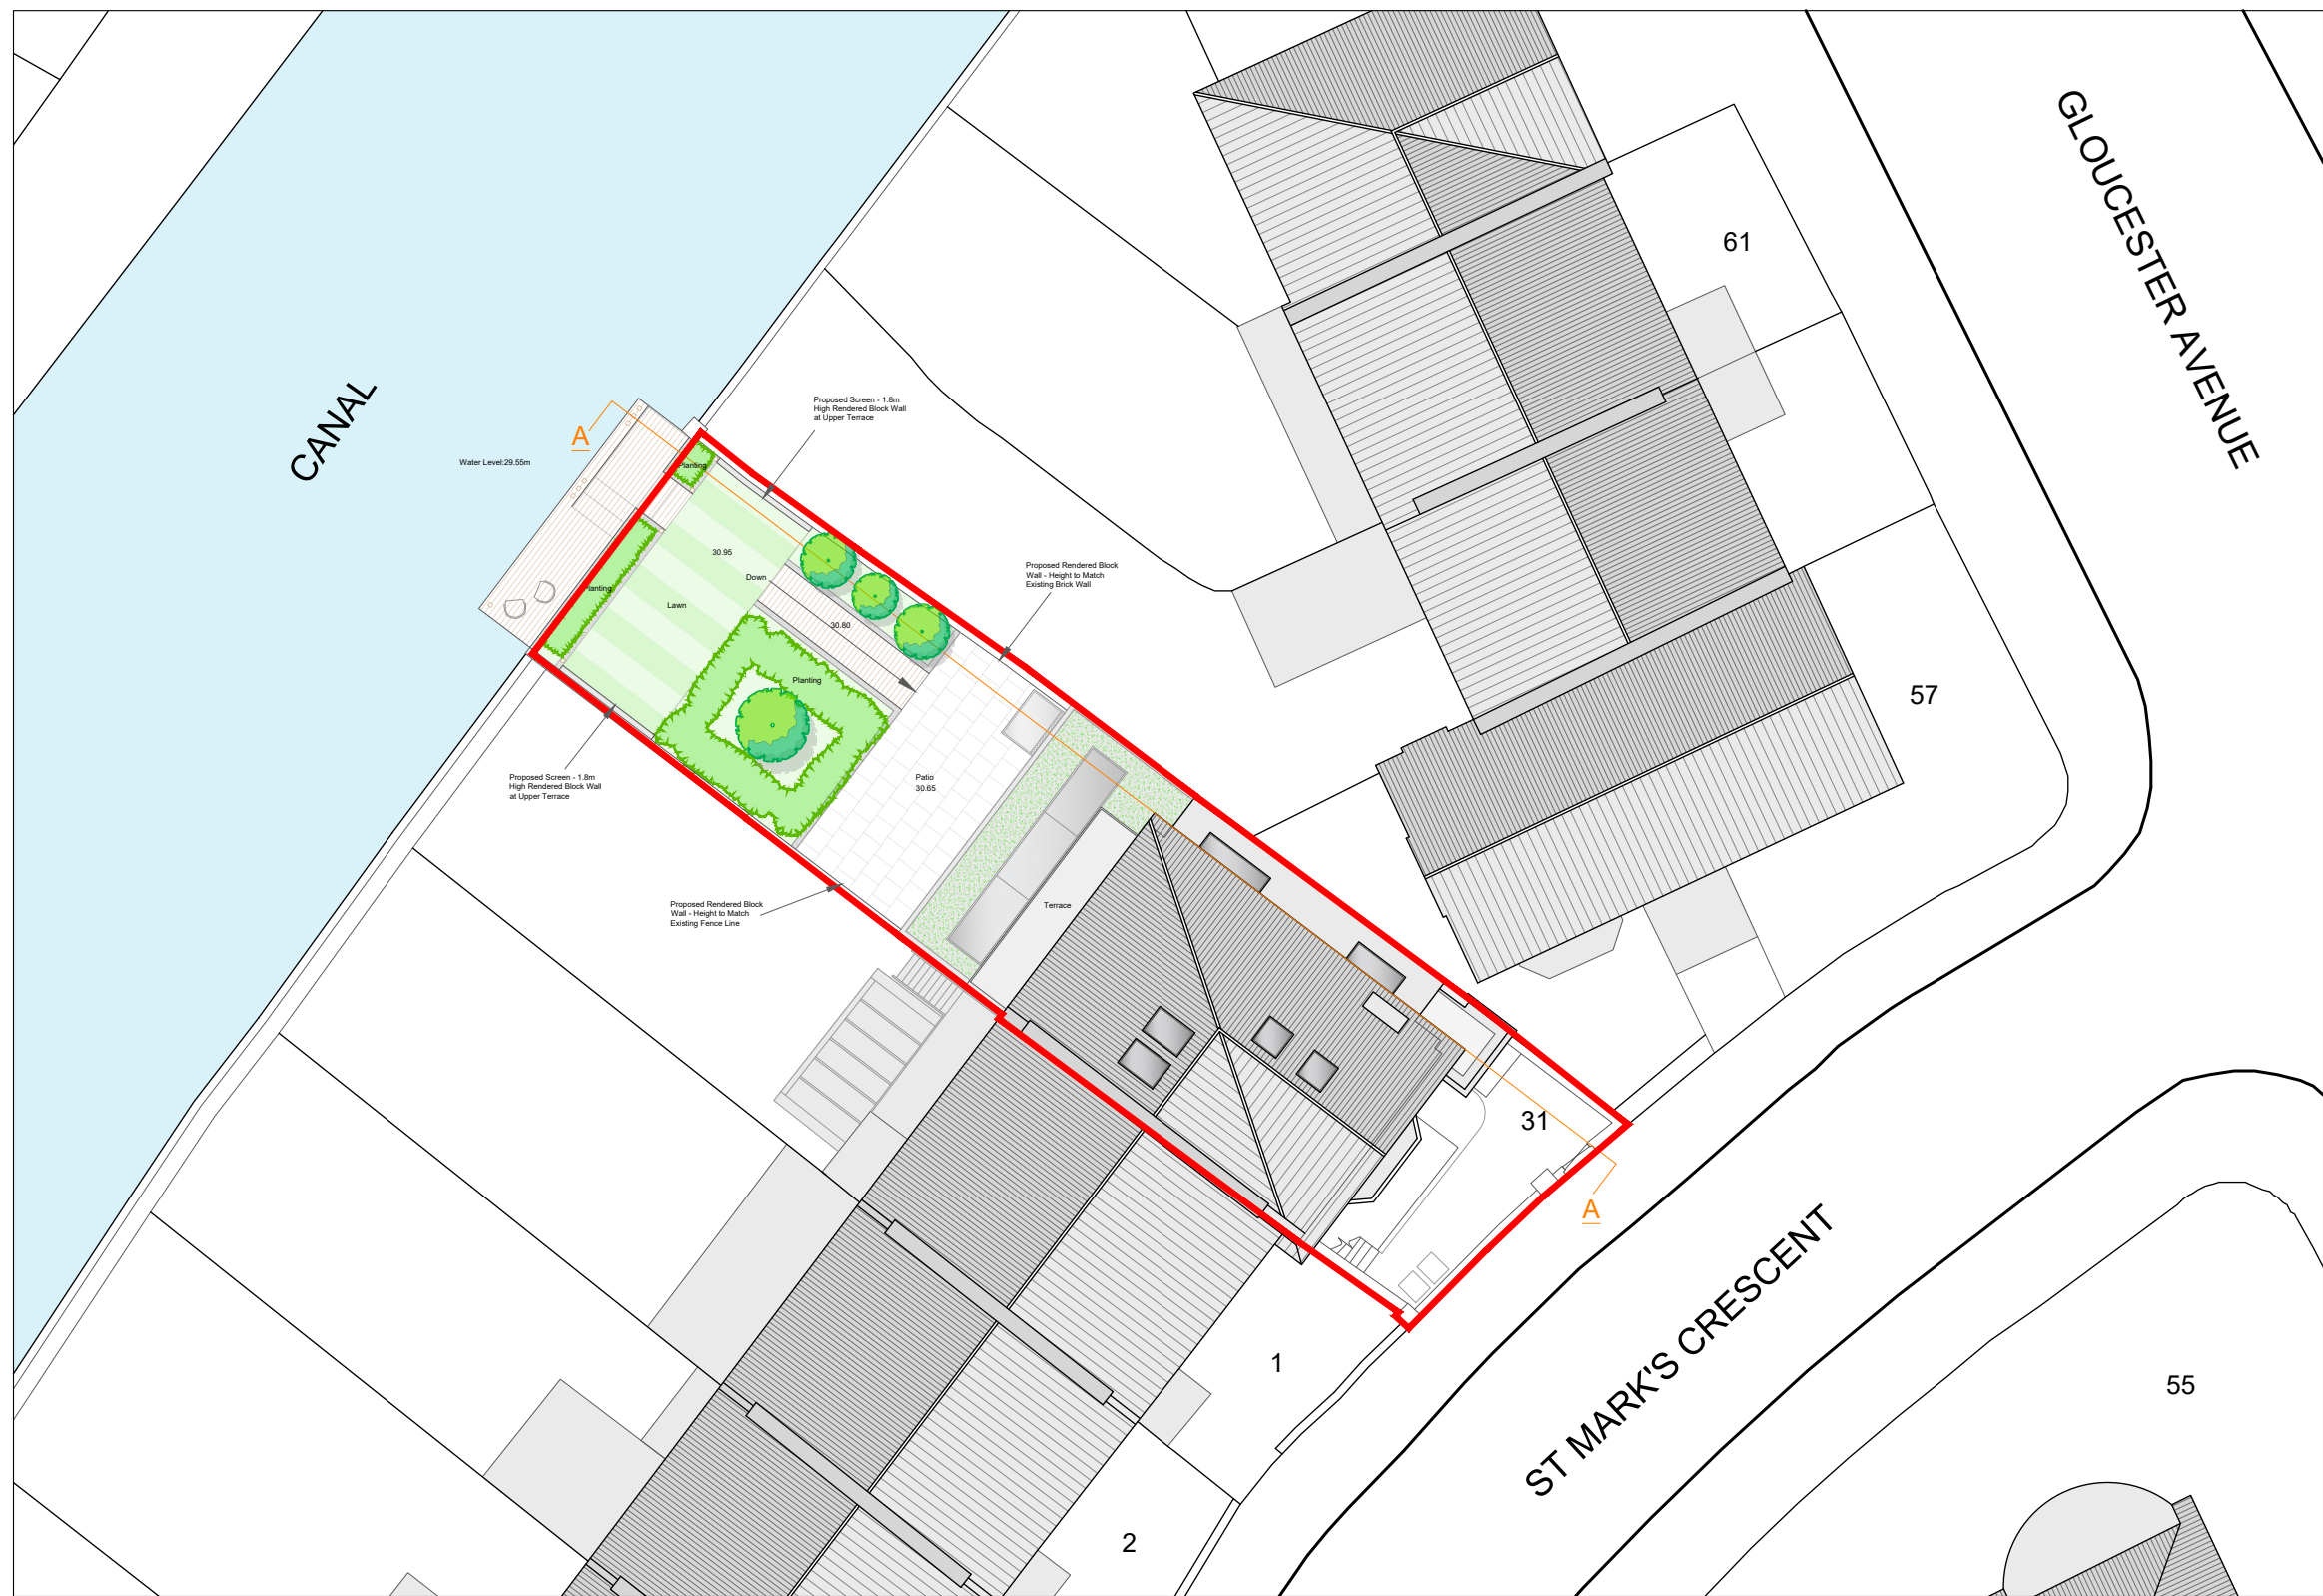 GLOUCESTER AVENUE
61
CANAL
Proposed Screen - 1.8m
High Rendered Block Wall
at Upper Terrace
A
Water Level:29.55m
Planting
30.95
Down
Proposed Rendered Block
Wall - Height to Match
Existing Brick Wall
Planting
Lawn
30.80
Planting
57
Proposed Screen - 1.8m
High Rendered Block Wall
at Upper Terrace
Patio
30.65
Proposed Rendered Block
Wall - Height to Match
Existing Fence Line
Terrace
31
A
ST MARK'S CRESCENT
1
55
2